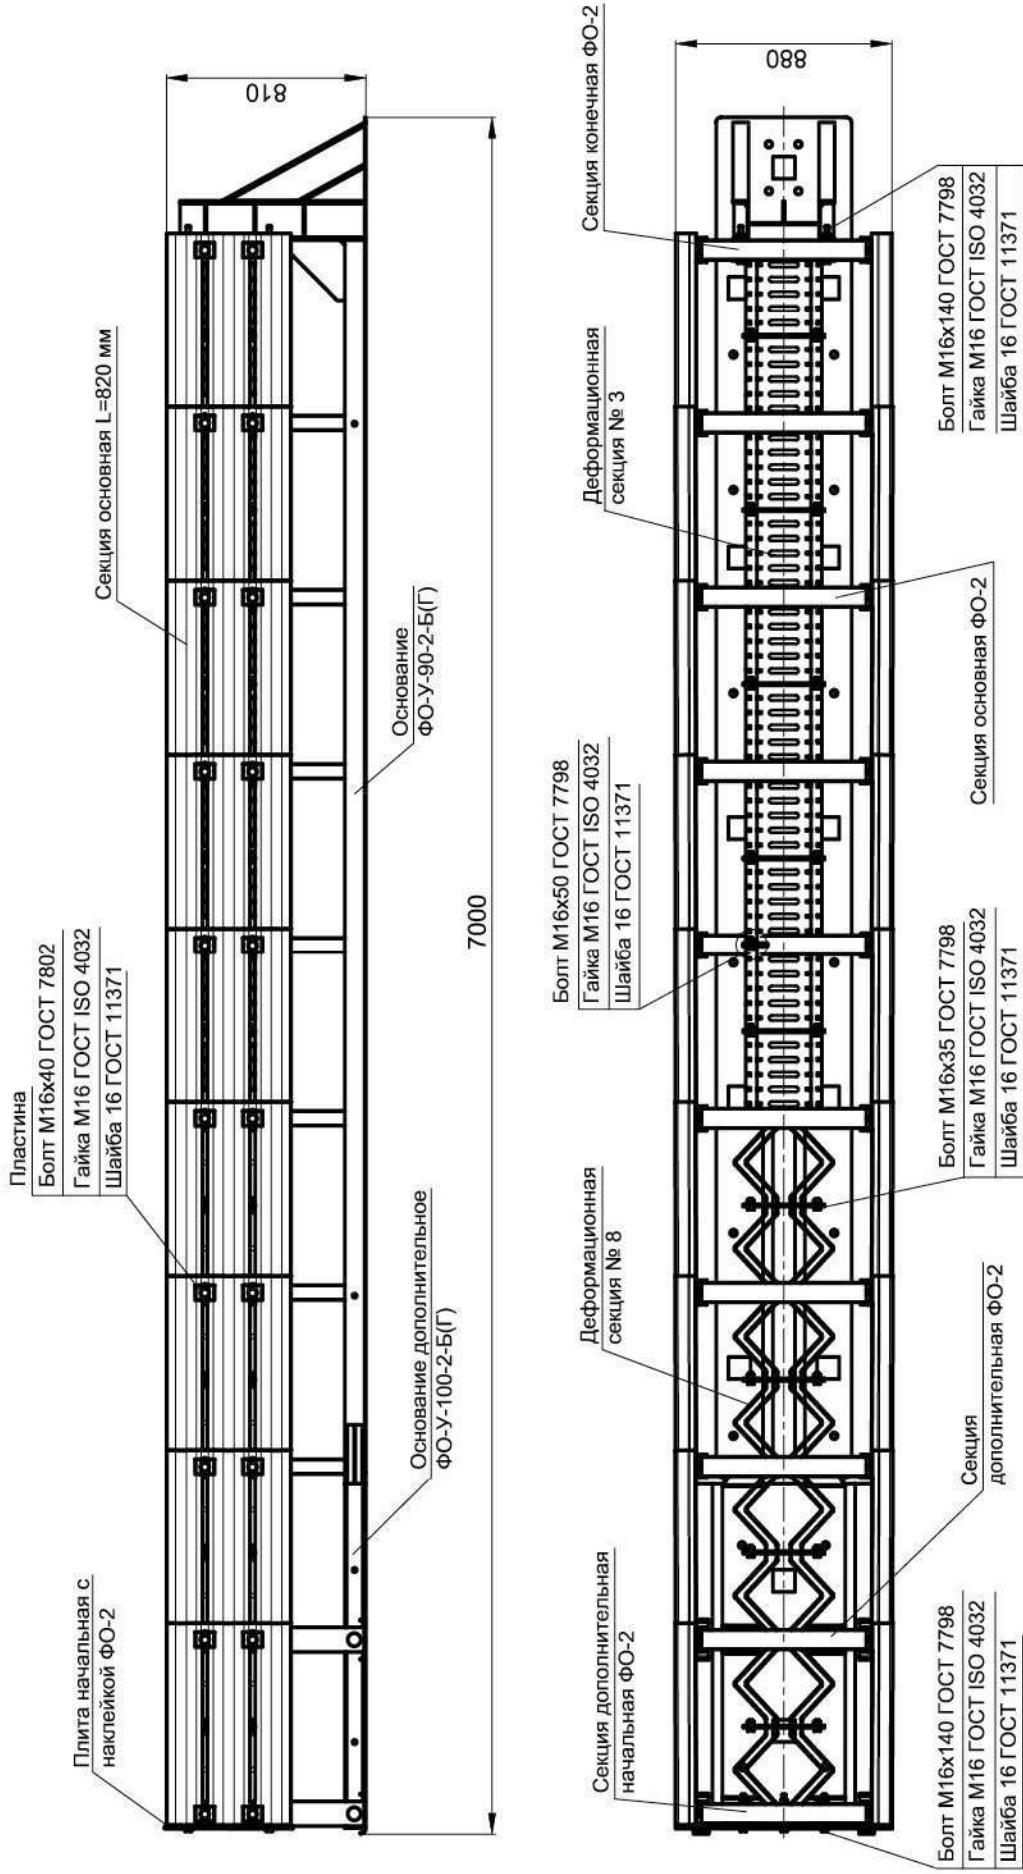 Плита начальная с
наклейкой ФО-2
Пластина
Болт М16х40 ГОСТ 7802
Гайка М16 ГОСТ ISO 4032
Шайба 16 ГОСТ 11371
Секция основная L=820 мм
810
Основание дополнительное
ФО-У-100-2-Б(Г)
Основание
ФО-У-90-2-Б(Г)
7000
Секция дополнительная
начальная ФО-2
Деформационная
секция № 8
Болт М16х50 ГОСТ 7798
Гайка М16 ГОСТ ISO 4032
Шайба 16 ГОСТ 11371
Деформационная
секция № 3
Секция конечная ФО-2
880
Болт М16х140 ГОСТ 7798
Гайка М16 ГОСТ ISO 4032
Шайба 16 ГОСТ 11371
Секция
дополнительная ФО-2
Болт М16х35 ГОСТ 7798
Гайка М16 ГОСТ ISO 4032
Шайба 16 ГОСТ 11371
Секция основная ФО-2
Болт М16х140 ГОСТ 7798
Гайка М16 ГОСТ ISO 4032
Шайба 16 ГОСТ 11371